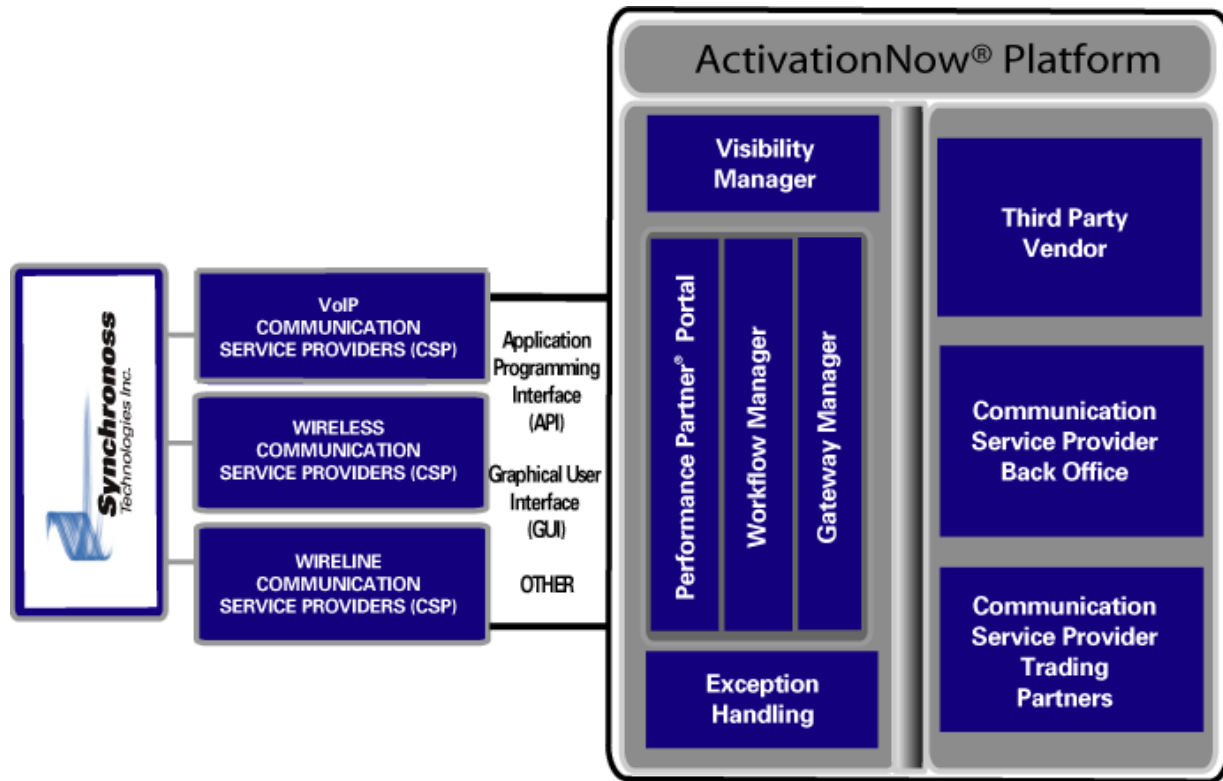 ActivationNow® Platform
Visibility
Manager
Performance Partner® Portal
Workflow Manager
Gateway Manager
Exception
Handling
Third Party
Vendor
Communication
Service Provider
Back Office
Communication
Service Provider
Trading
Partners
Synchronoss
Technologies Inc.
VoIP
COMMUNICATION
SERVICE PROVIDERS (CSP)
WIRELESS
COMMUNICATION
SERVICE PROVIDERS (CSP)
WIRELINE
COMMUNICATION
SERVICE PROVIDERS (CSP)
Application
Programming
Interface
(API)
Graphical User
Interface
(GUI)
OTHER